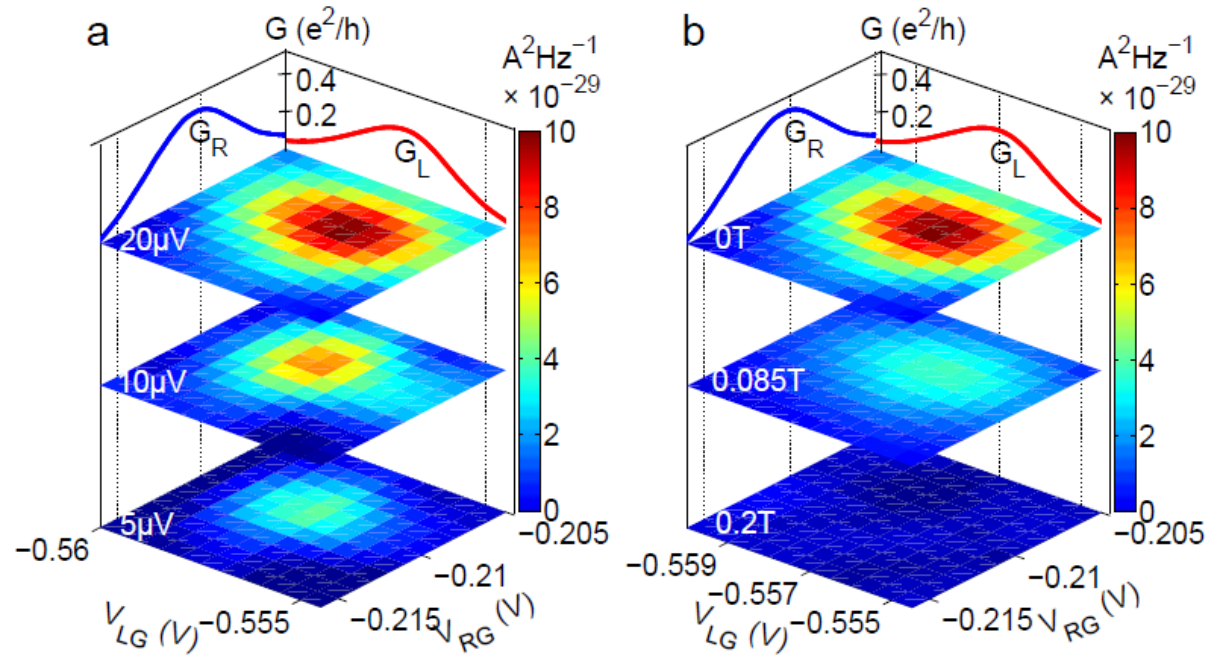 a
G (e²/h)
0.4
0.2
G_R
G_L
A²Hz⁻¹
× 10⁻²⁹
10
8
6
4
2
0
20µV
10µV
5µV
−0.56
−0.555
V_LG (V)
−0.215
−0.21
−0.205
V_RG (V)
b
G (e²/h)
0.4
0.2
G_R
G_L
A²Hz⁻¹
× 10⁻²⁹
10
8
6
4
2
0
0T
0.085T
0.2T
−0.559
−0.557
−0.555
V_LG (V)
−0.215
−0.21
−0.205
V_RG (V)